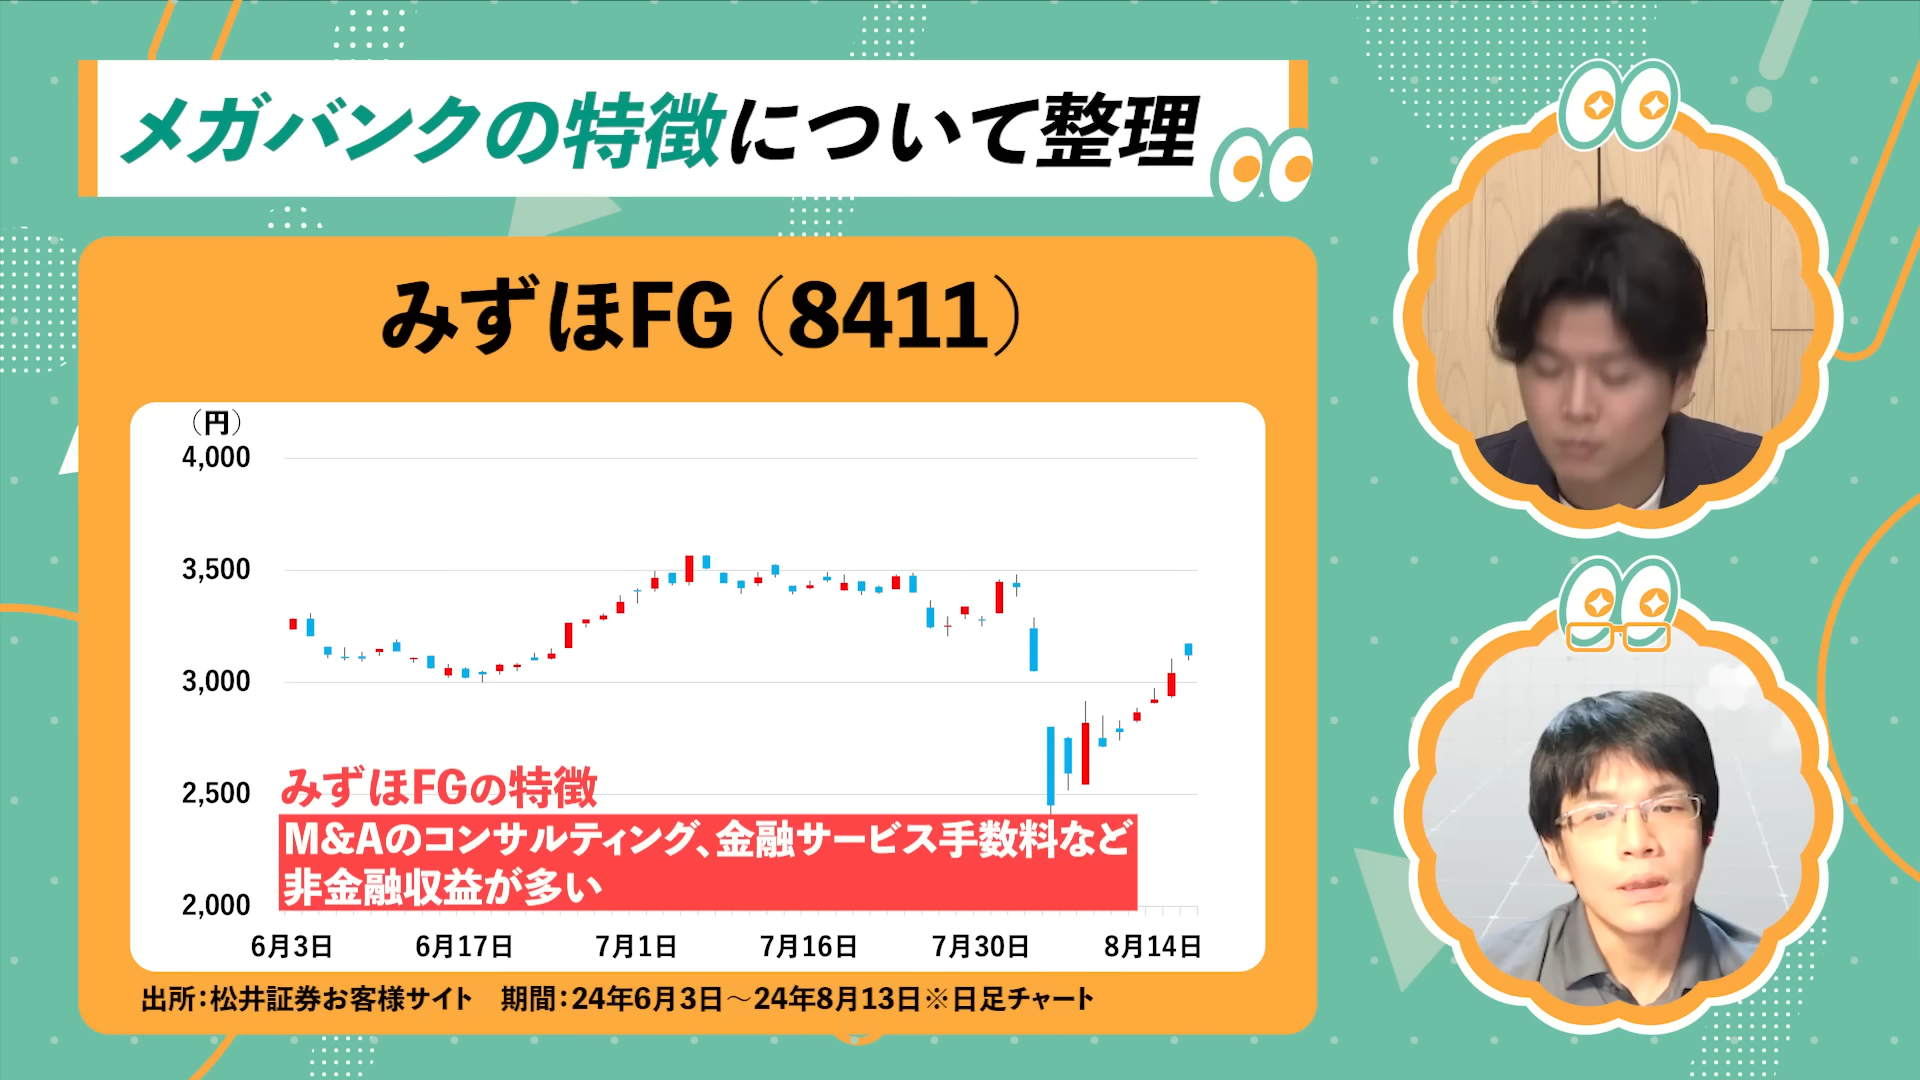 メガバンクの特徴について整理
みずほFG（8411）
（円）
4,000
3,500
3,000
2,500
2,000
みずほFGの特徴
M&Aのコンサルティング、金融サービス手数料など
非金融収益が多い
6月3日 6月17日 7月1日 7月16日 7月30日 8月14日
出所：松井証券お客様サイト　期間：24年6月3日～24年8月13日※日足チャート